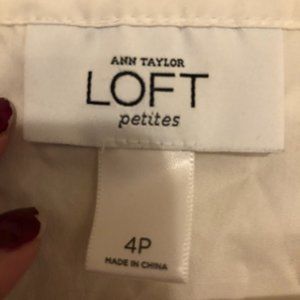 ANN TAYLOR
LOFT
petites
4P
MADE IN CHINA